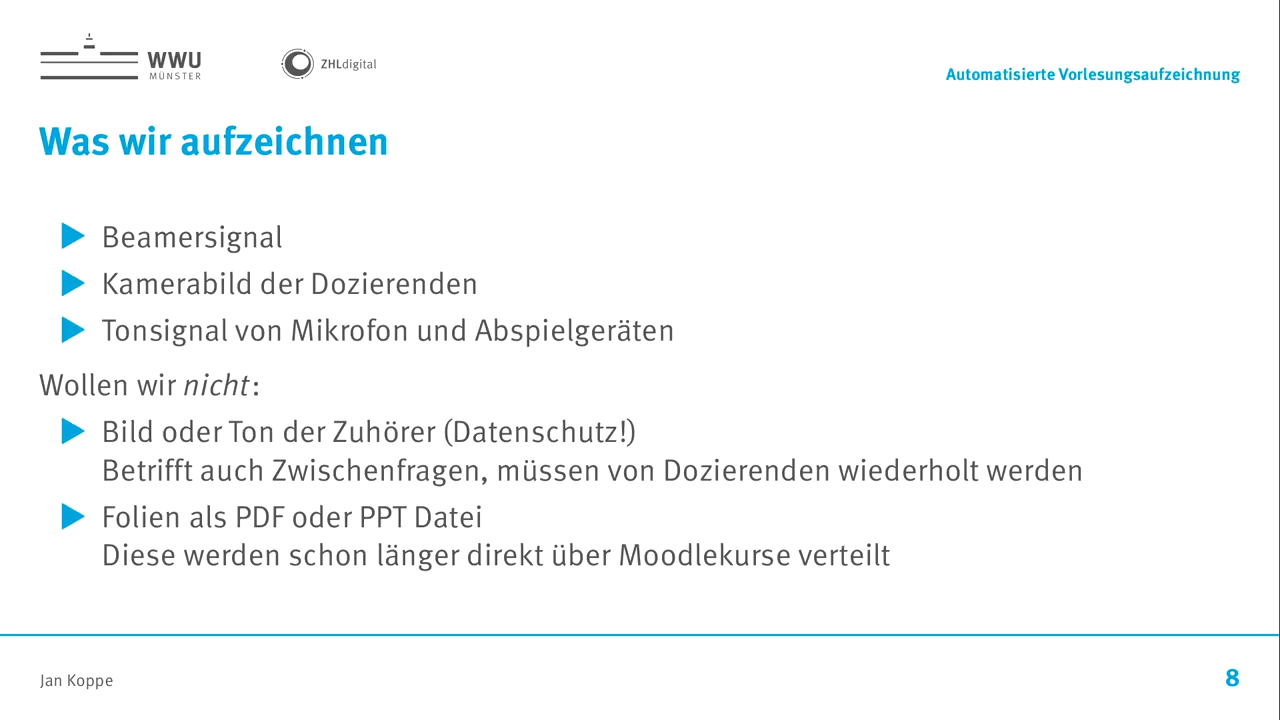 WWU
MÜNSTER
ZHLdigital
Automatisierte Vorlesungsaufzeichnung
Was wir aufzeichnen
Beamersignal
Kamerabild der Dozierenden
Tonsignal von Mikrofon und Abspielgeräten
Wollen wir nicht:
Bild oder Ton der Zuhörer (Datenschutz!)
Betrifft auch Zwischenfragen, müssen von Dozierenden wiederholt werden
Folien als PDF oder PPT Datei
Diese werden schon länger direkt über Moodlekurse verteilt
Jan Koppe
8